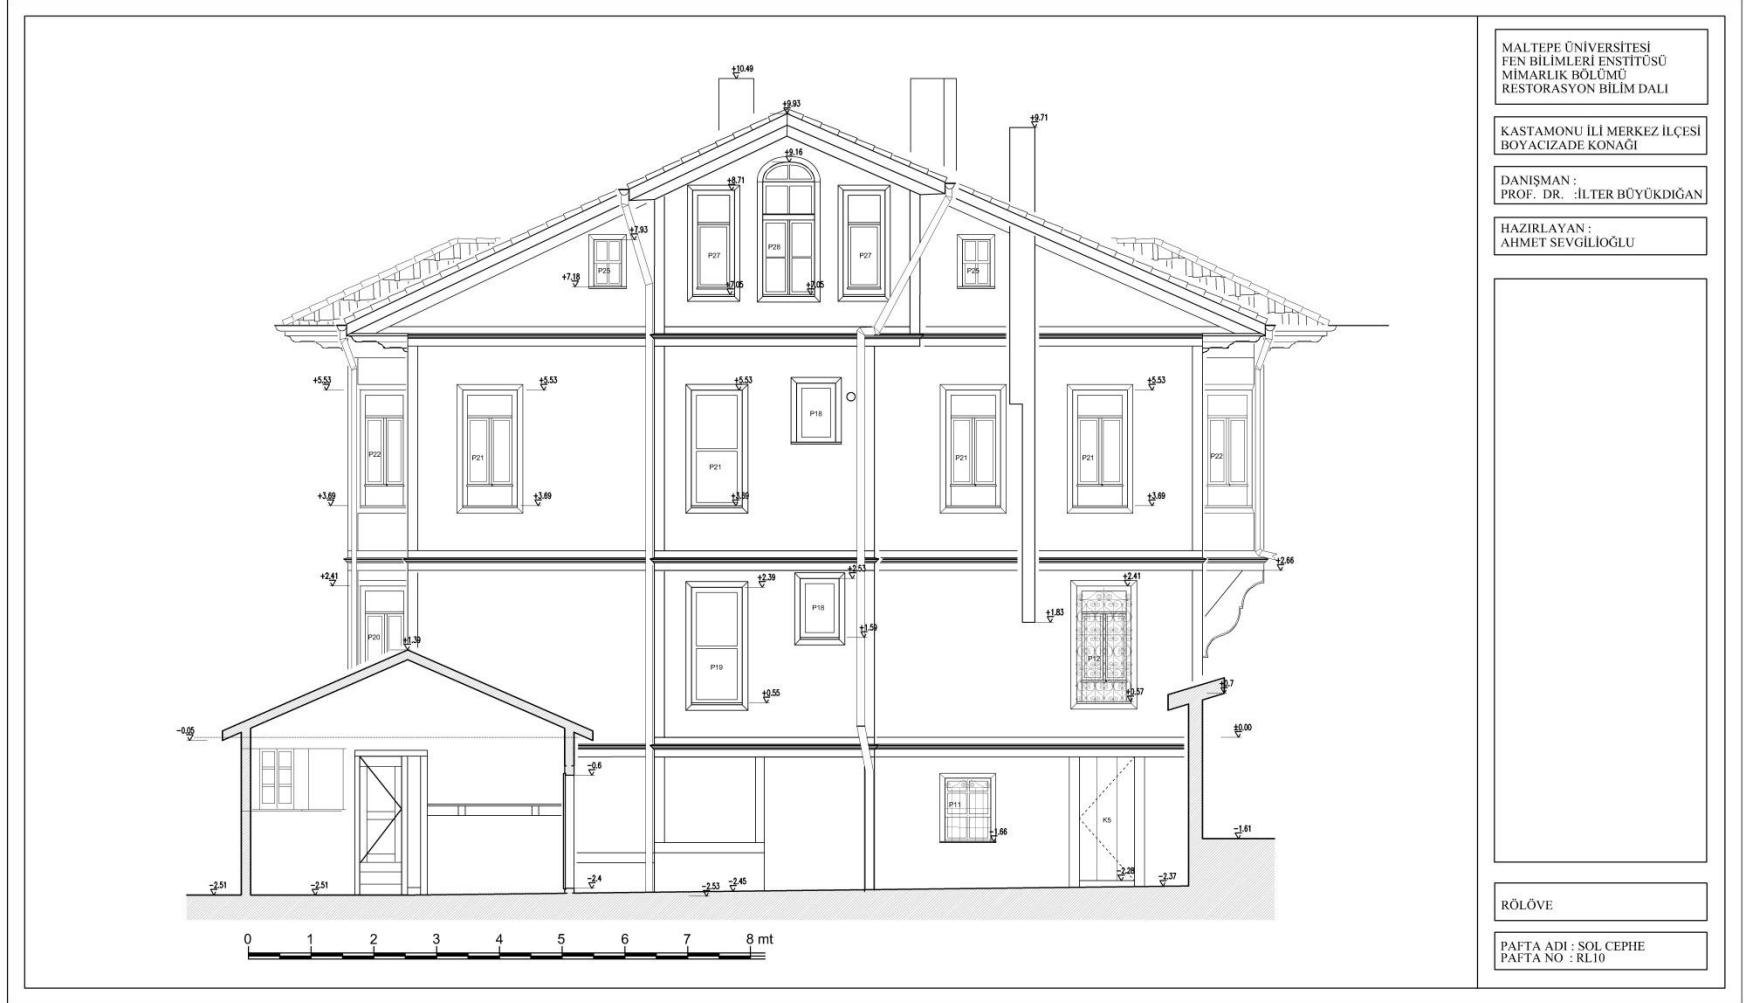 MALTEPE ÜNİVERSİTESİ
FEN BİLİMLERİ ENSTİTÜSÜ
MİMARLIK BÖLÜMÜ
RESTORASYON BİLİM DALI
KASTAMONU İLİ MERKEZ İLÇESİ
BOYACIZADE KONAĞI
DANIŞMAN :
PROF. DR. :İLTER BÜYÜKDIĞAN
HAZIRLAYAN :
AHMET SEVGİLİOĞLU
+10.49
+9.93
+9.71
+9.16
+8.71
+7.93
P28
P27
P27
P25
P25
+7.18
+7.05
+7.05
+5.53
+5.53
+5.53
+5.53
P18
P22
P21
P21
P21
P21
P22
+3.69
+3.69
+3.69
+3.69
+2.66
+2.41
+2.39
+2.53
+2.41
P18
+1.83
P20
+1.39
+1.59
P19
P12
+0.55
+0.57
+0.7
-0.05
±0.00
-0.6
P11
K5
-1.66
-1.61
-2.51
-2.51
-2.4
-2.53
-2.45
-2.28
-2.37
0 1 2 3 4 5 6 7 8 mt
RÖLÖVE
PAFTA ADI : SOL CEPHE
PAFTA NO : RL10